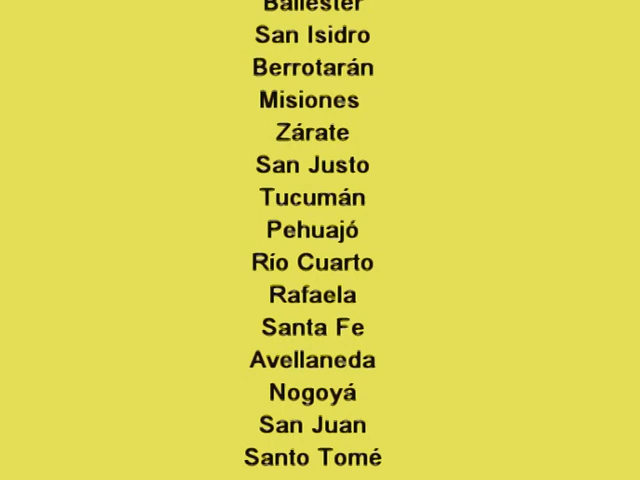 Ballester
San Isidro
Berrotarán
Misiones
Zárate
San Justo
Tucumán
Pehuajó
Río Cuarto
Rafaela
Santa Fe
Avellaneda
Nogoyá
San Juan
Santo Tomé